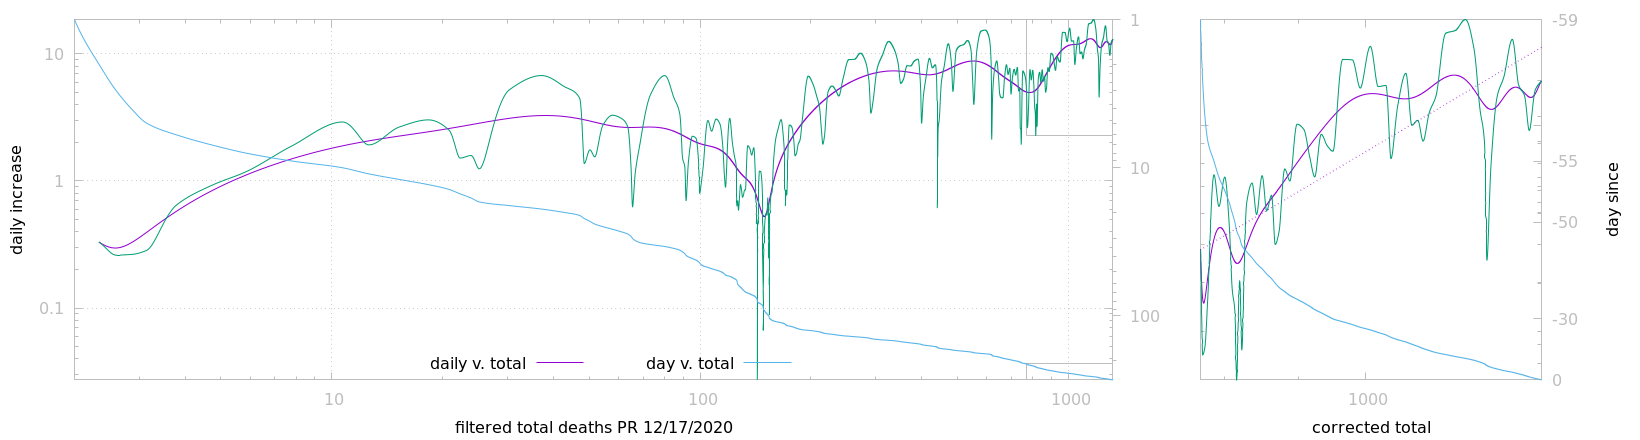 daily increase
10
1
0.1
10
100
1000
filtered total deaths PR 12/17/2020
daily v. total
day v. total
1
10
100
1000
corrected total
-59
-55
-50
-30
0
day since